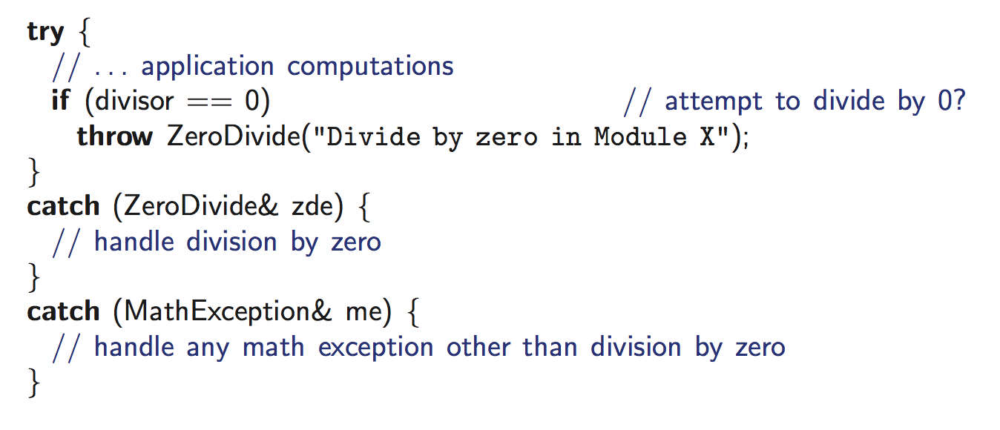 try {
// ... application computations
if (divisor == 0) // attempt to divide by 0?
throw ZeroDivide("Divide by zero in Module X");
}
catch (ZeroDivide& zde) {
// handle division by zero
}
catch (MathException& me) {
// handle any math exception other than division by zero
}